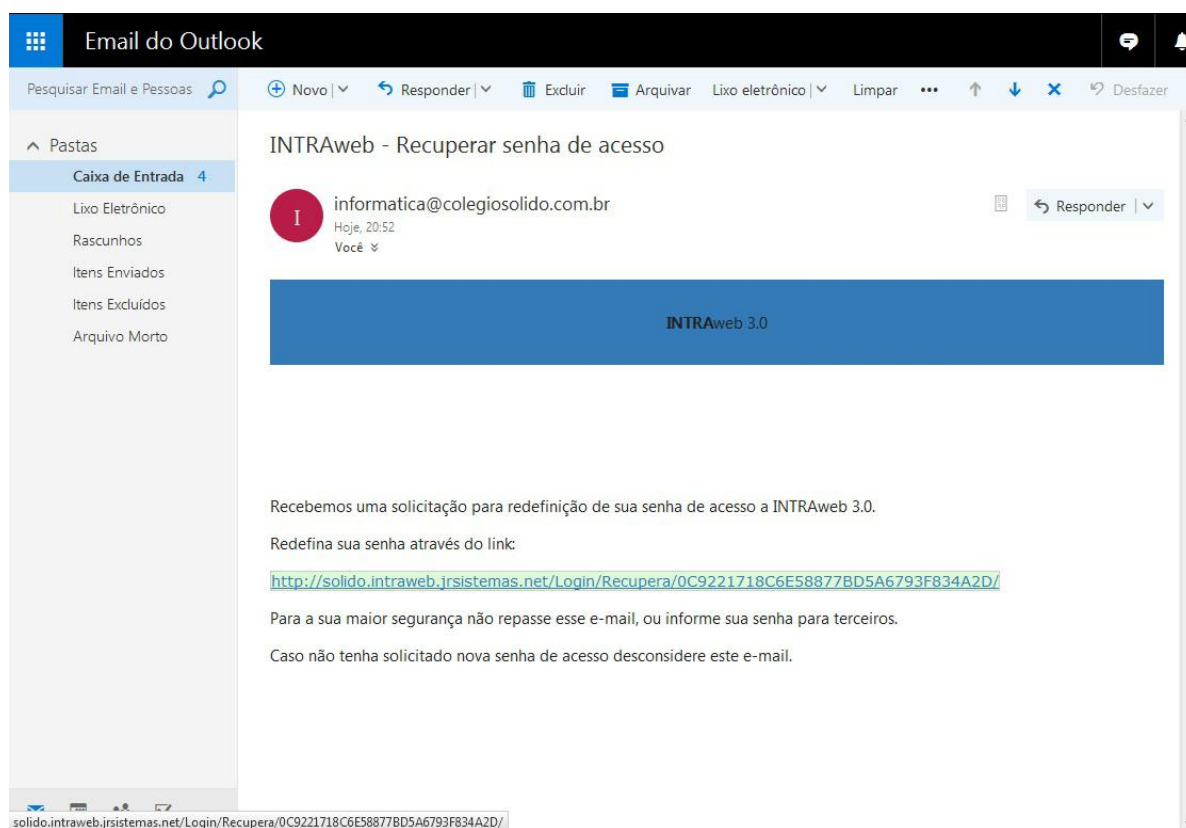 Email do Outlook
Pesquisar Email e Pessoas
Novo Responder Excluir Arquivar Lixo eletrônico Limpar ••• Desfazer
Pastas
Caixa de Entrada 4
Lixo Eletrônico
Rascunhos
Itens Enviados
Itens Excluídos
Arquivo Morto
INTRAweb - Recuperar senha de acesso
I
informatica@colegiosolido.com.br
Hoje, 20:52
Você
Responder
INTRAweb 3.0
Recebemos uma solicitação para redefinição de sua senha de acesso a INTRAweb 3.0.
Redefina sua senha através do link:
http://solido.intraweb.jrsistemas.net/Login/Recupera/0C9221718C6E58877BD5A6793F834A2D/
Para a sua maior segurança não repasse esse e-mail, ou informe sua senha para terceiros.
Caso não tenha solicitado nova senha de acesso desconsidere este e-mail.
solido.intraweb.jrsistemas.net/Login/Recupera/0C9221718C6E58877BD5A6793F834A2D/